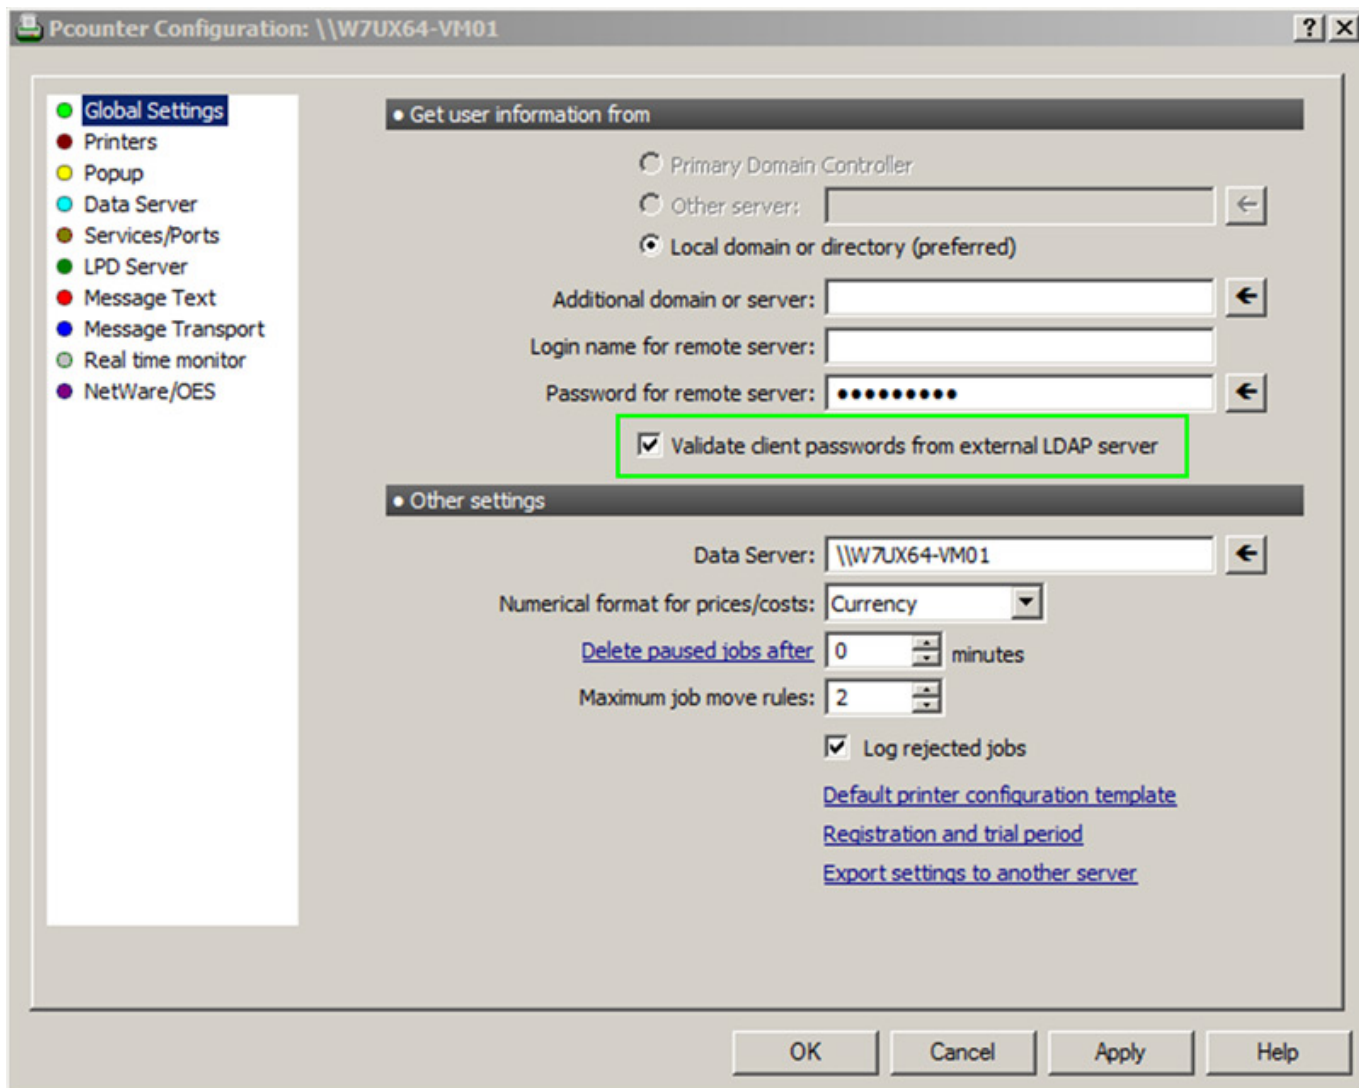 Pcounter Configuration: \\W7UX64-VM01
Global Settings
Printers
Popup
Data Server
Services/Ports
LPD Server
Message Text
Message Transport
Real time monitor
NetWare/OES
Get user information from
Primary Domain Controller
Other server:
Local domain or directory (preferred)
Additional domain or server:
Login name for remote server:
Password for remote server: ●●●●●●●●●
Validate client passwords from external LDAP server
Other settings
Data Server: \\W7UX64-VM01
Numerical format for prices/costs: Currency
Delete paused jobs after 0 minutes
Maximum job move rules: 2
Log rejected jobs
Default printer configuration template
Registration and trial period
Export settings to another server
OK Cancel Apply Help